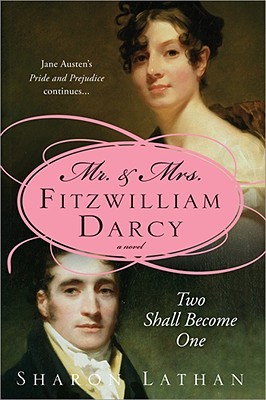 Jane Austen's
Pride and Prejudice
continues...
Mr. & Mrs.
FITZWILLIAM
DARCY
a novel
Two
Shall Become
One
SHARON LATHAN